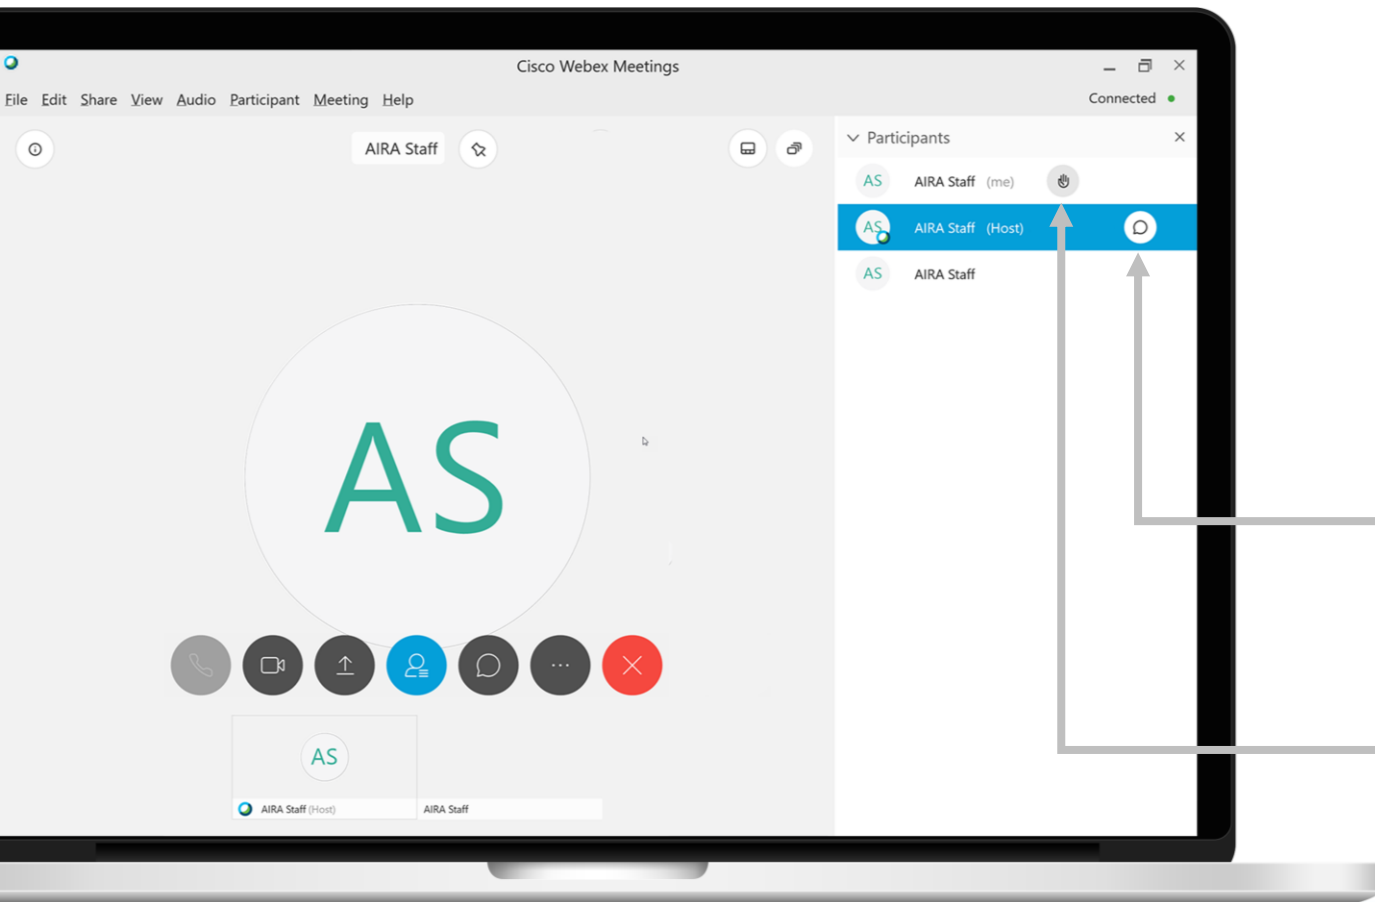 Cisco Webex Meetings
File Edit Share View Audio Participant Meeting Help
Connected
AIRA Staff
Participants
AS AIRA Staff (me)
AS AIRA Staff (Host)
AS AIRA Staff
AS
AS
AIRA Staff (Host)
AIRA Staff